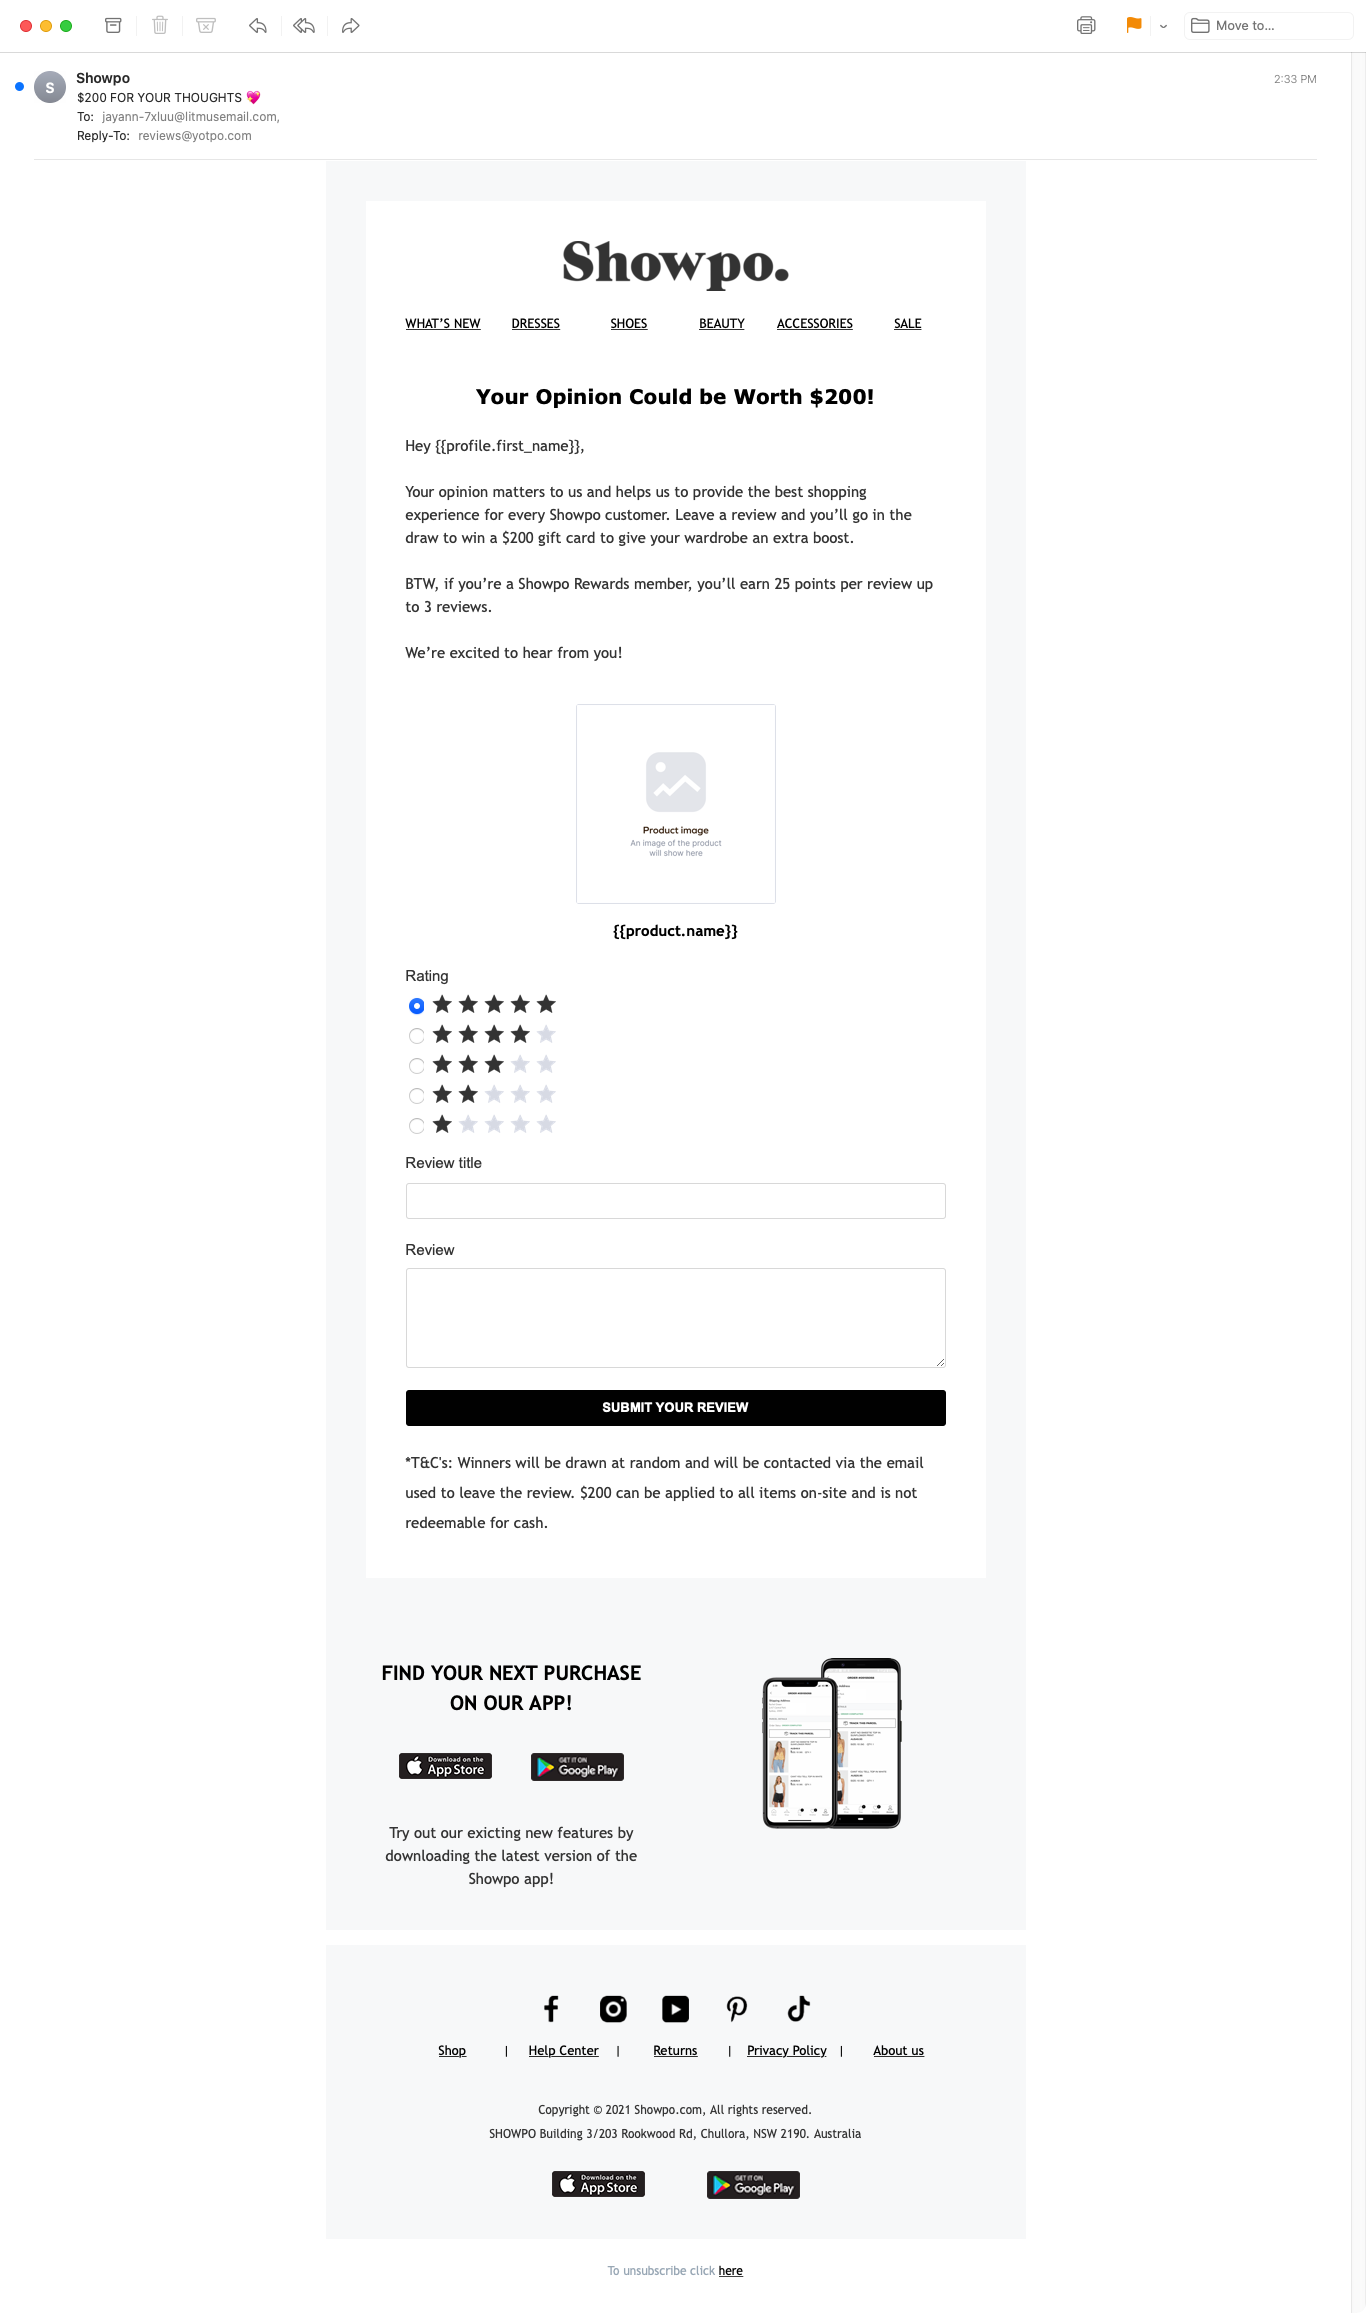 Move to...
S
Showpo
2:33 PM
$200 FOR YOUR THOUGHTS 💖
To: jayann-7xluu@litmusemail.com,
Reply-To: reviews@yotpo.com
Showpo.
WHAT'S NEW DRESSES SHOES BEAUTY ACCESSORIES SALE
Your Opinion Could be Worth $200!
Hey {{profile.first_name}},
Your opinion matters to us and helps us to provide the best shopping
experience for every Showpo customer. Leave a review and you'll go in the
draw to win a $200 gift card to give your wardrobe an extra boost.
BTW, if you're a Showpo Rewards member, you'll earn 25 points per review up
to 3 reviews.
We're excited to hear from you!
Product image
An image of the product
will show here
{{product.name}}
Rating
Review title
Review
SUBMIT YOUR REVIEW
*T&C's: Winners will be drawn at random and will be contacted via the email
used to leave the review. $200 can be applied to all items on-site and is not
redeemable for cash.
FIND YOUR NEXT PURCHASE
ON OUR APP!
Download on the
App Store
GET IT ON
Google Play
Try out our exicting new features by
downloading the latest version of the
Showpo app!
Shop | Help Center | Returns | Privacy Policy | About us
Copyright © 2021 Showpo.com, All rights reserved.
SHOWPO Building 3/203 Rookwood Rd, Chullora, NSW 2190. Australia
Download on the
App Store
GET IT ON
Google Play
To unsubscribe click here